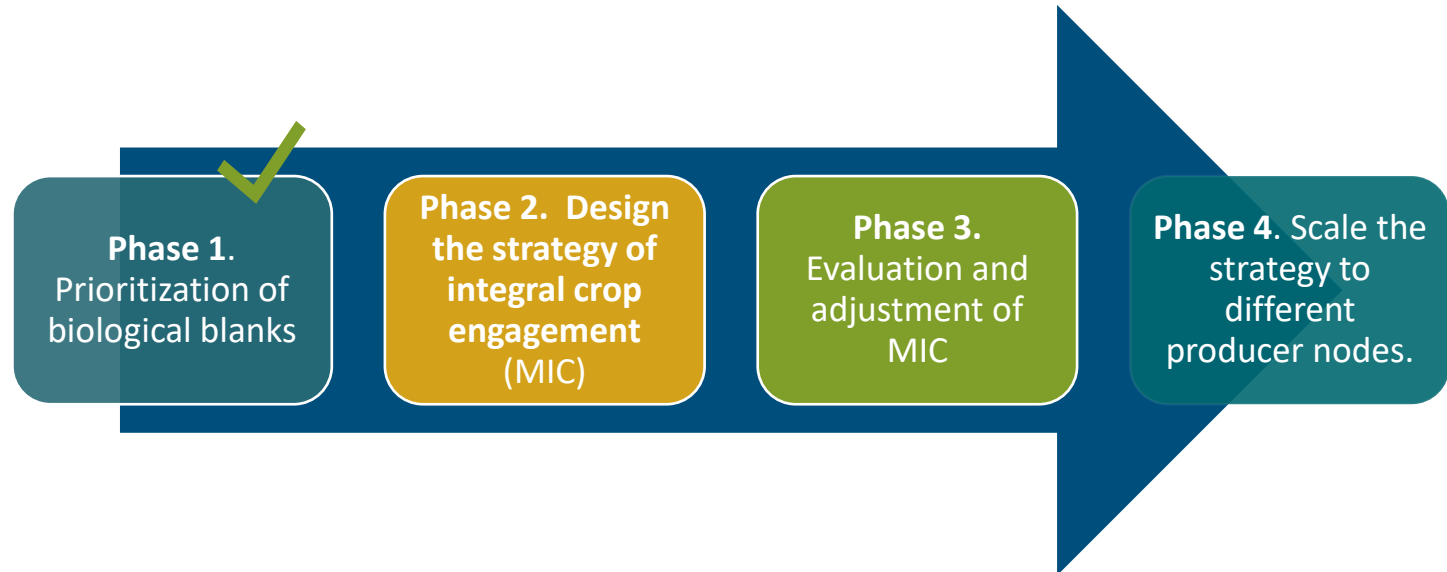 Phase 1.
Prioritization of
biological blanks
Phase 2. Design
the strategy of
integral crop
engagement
(MIC)
Phase 3.
Evaluation and
adjustment of
MIC
Phase 4. Scale the
strategy to
different
producer nodes.